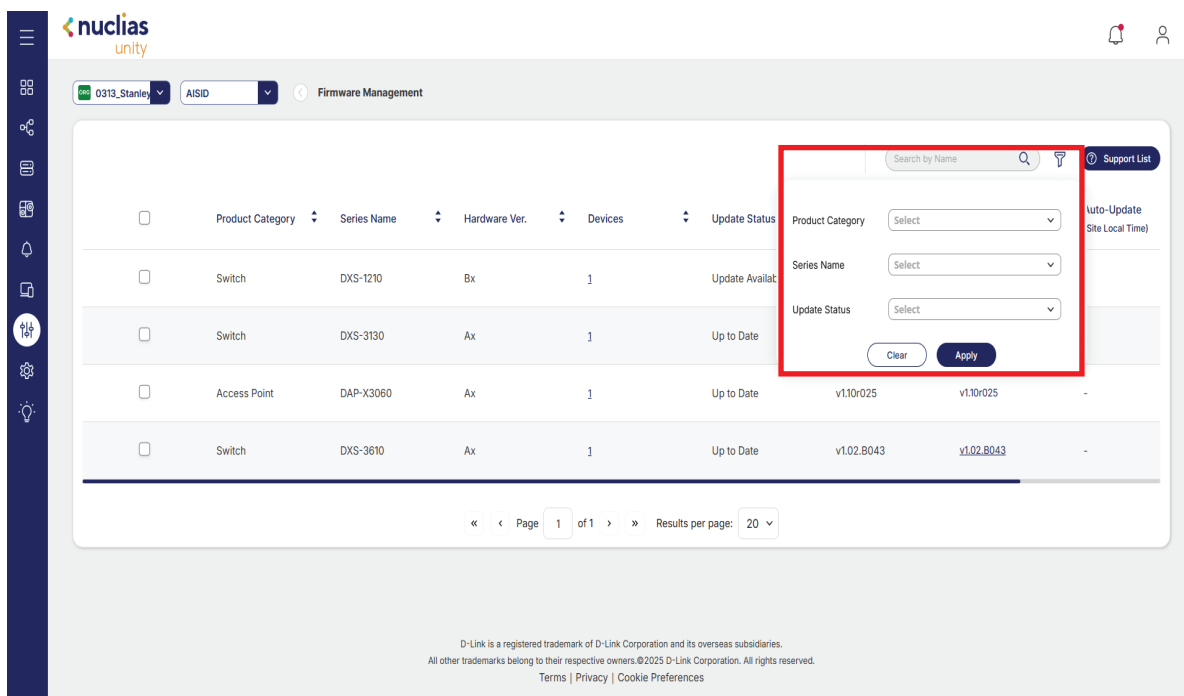 nuclias
unity
ORG 0313_Stanley AISID Firmware Management
Search by Name Support List
Product Category Series Name Hardware Ver. Devices Update Status Auto-Update
Site Local Time)
Product Category Select
Series Name Select
Update Status Select
Clear Apply
Switch DXS-1210 Bx 1 Update Availab
Switch DXS-3130 Ax 1 Up to Date
Access Point DAP-X3060 Ax 1 Up to Date v1.10r025 v1.10r025 -
Switch DXS-3610 Ax 1 Up to Date v1.02.B043 v1.02.B043 -
« ‹ Page 1 of 1 › » Results per page: 20
D-Link is a registered trademark of D-Link Corporation and its overseas subsidiaries.
All other trademarks belong to their respective owners.©2025 D-Link Corporation. All rights reserved.
Terms | Privacy | Cookie Preferences